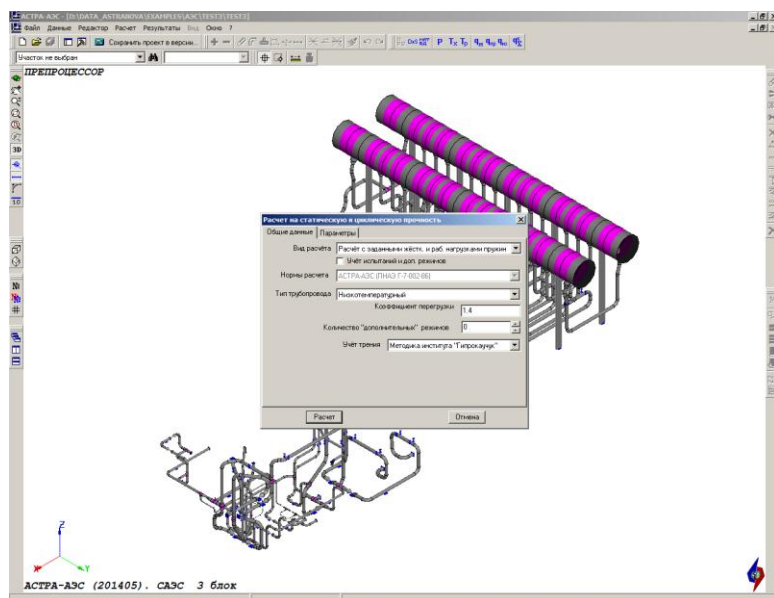 АСТРА-АЭС - [D:\DATA_ASTRANOVA\EXAMPLES\АЭС\TEST3\TEST3]
Файл Данные Редактор Расчет Результаты Вид Окно ?
Сохранить проект в версии...
P Tx Tp
Участок не выбран
ПРЕПРОЦЕССОР
3D
Расчет на статическую и циклическую прочность
Общие данные Параметры
Вид расчёта Расчёт с заданными жёстк. и раб. нагрузками пружин
Учёт испытаний и доп. режимов
Нормы расчета АСТРА-АЭС (ПНАЭ Г-7-002-86)
Тип трубопровода Низкотемпературный
Коэффициент перегрузки 1.4
Количество "дополнительных" режимов 0
Учёт трения Методика института "Гипрокаучук"
Расчет Отмена
Z
X Y
АСТРА-АЭС (201405). САЭС 3 блок